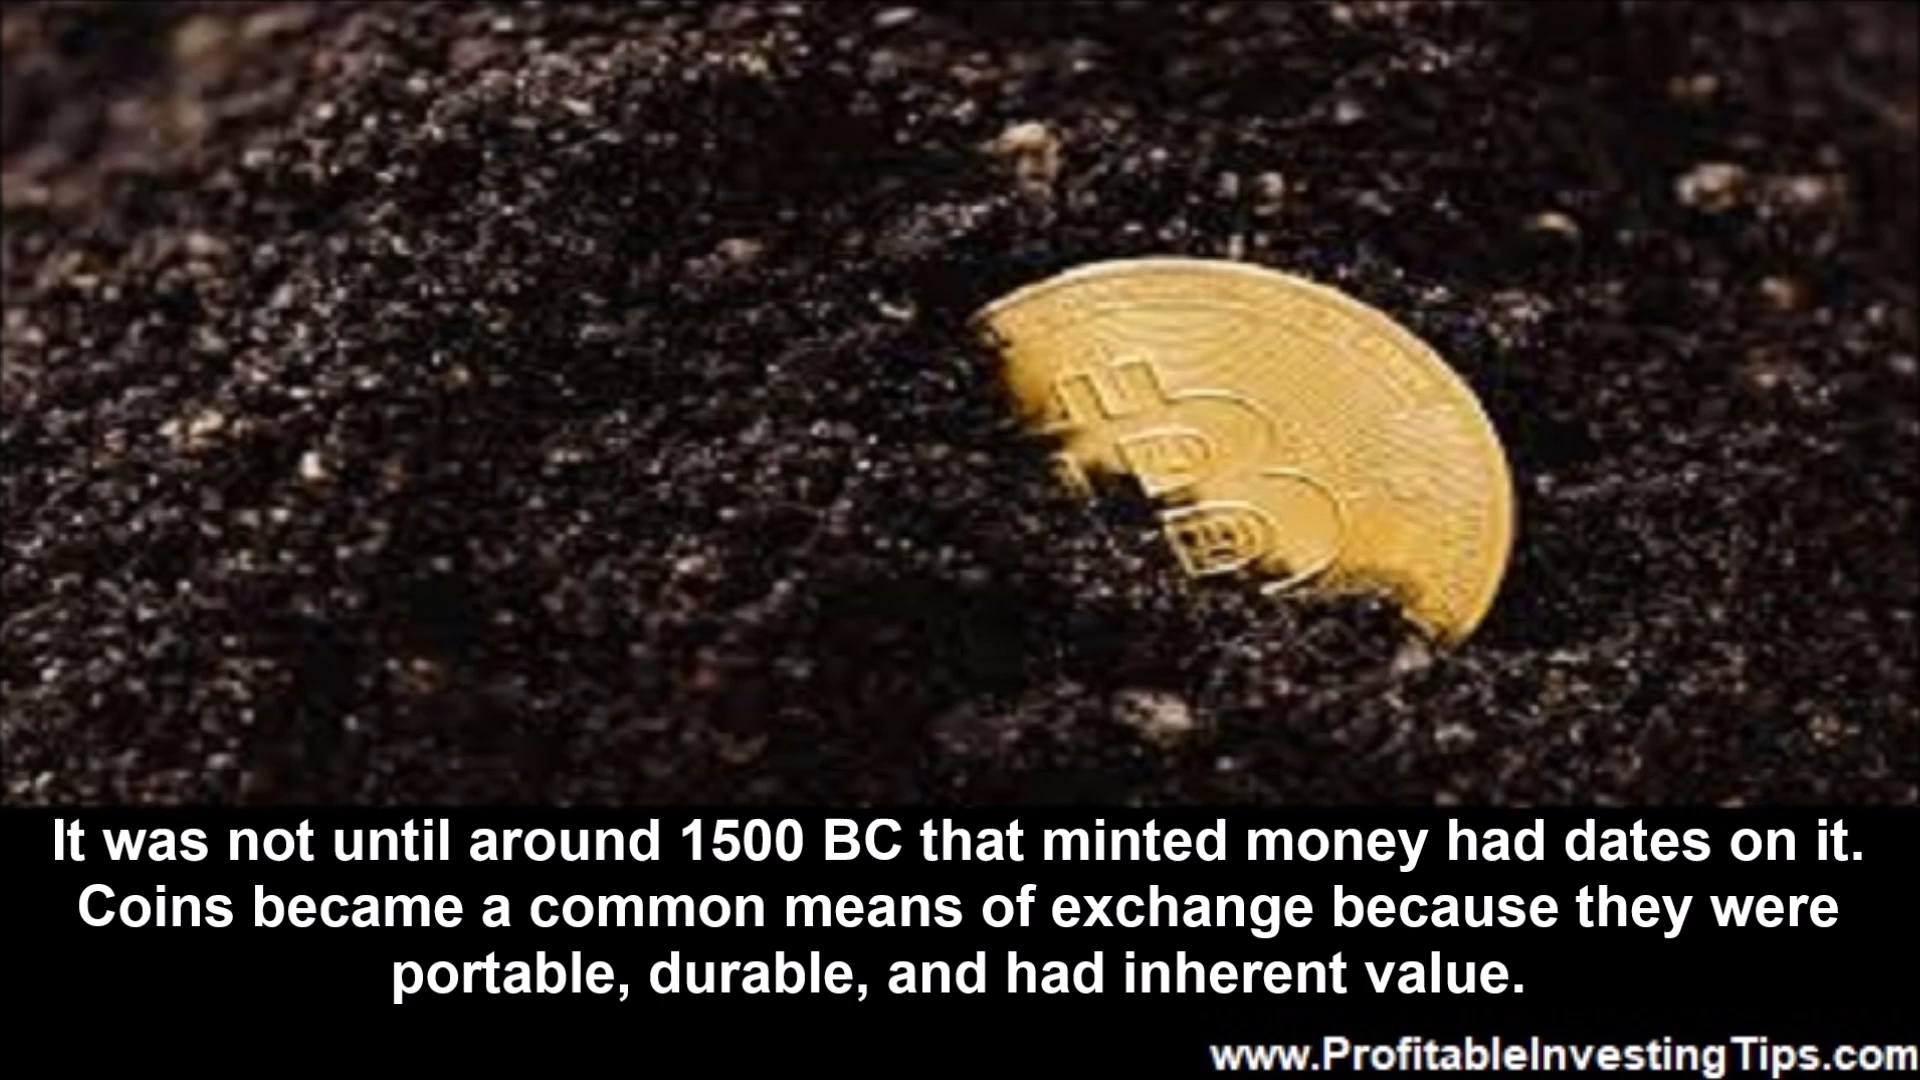 It was not until around 1500 BC that minted money had dates on it.
Coins became a common means of exchange because they were
portable, durable, and had inherent value.
www.ProfitableInvestingTips.com